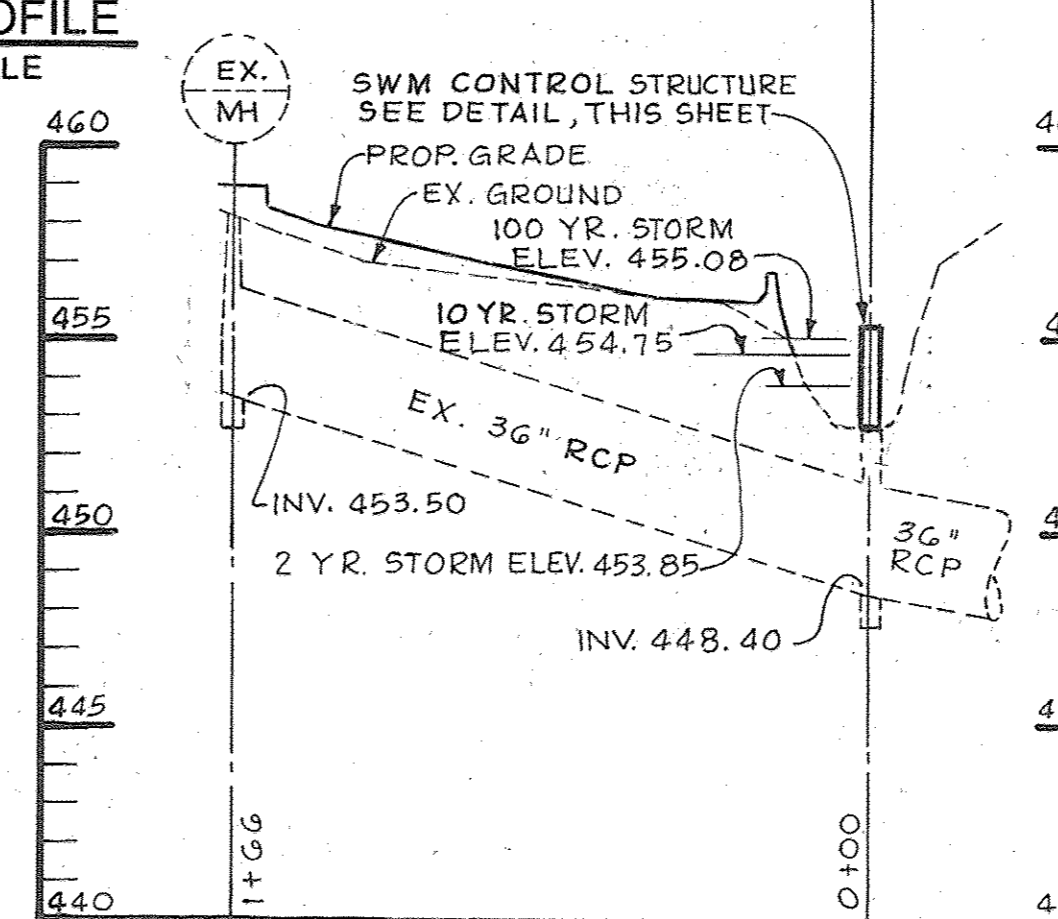 OFILE
LE
EX.
MH
SWM CONTROL STRUCTURE
SEE DETAIL, THIS SHEET
460
PROP. GRADE
EX. GROUND
100 YR. STORM
ELEV. 455.08
455
10 YR. STORM
ELEV. 454.75
EX. 36" RCP
INV. 453.50
450
36"
RCP
2 YR. STORM ELEV. 453.85
INV. 448.40
445
4
1+66
0+00
440
4